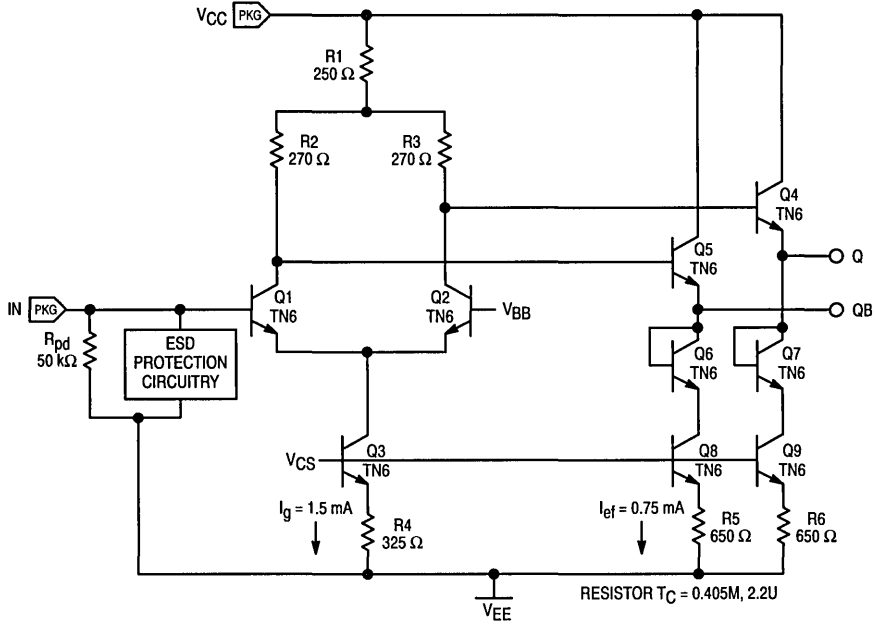 VCC PKG
R1
250 Ω
R2
270 Ω
R3
270 Ω
Q4
TN6
Q5
TN6
Q
IN PKG
Q1
TN6
Q2
TN6
VBB
QB
Rpd
50 kΩ
ESD
PROTECTION
CIRCUITRY
Q6
TN6
Q7
TN6
VCS
Q3
TN6
Q8
TN6
Q9
TN6
Ig = 1.5 mA
R4
325 Ω
Ief = 0.75 mA
R5
650 Ω
R6
650 Ω
VEE
RESISTOR TC = 0.405M, 2.2U